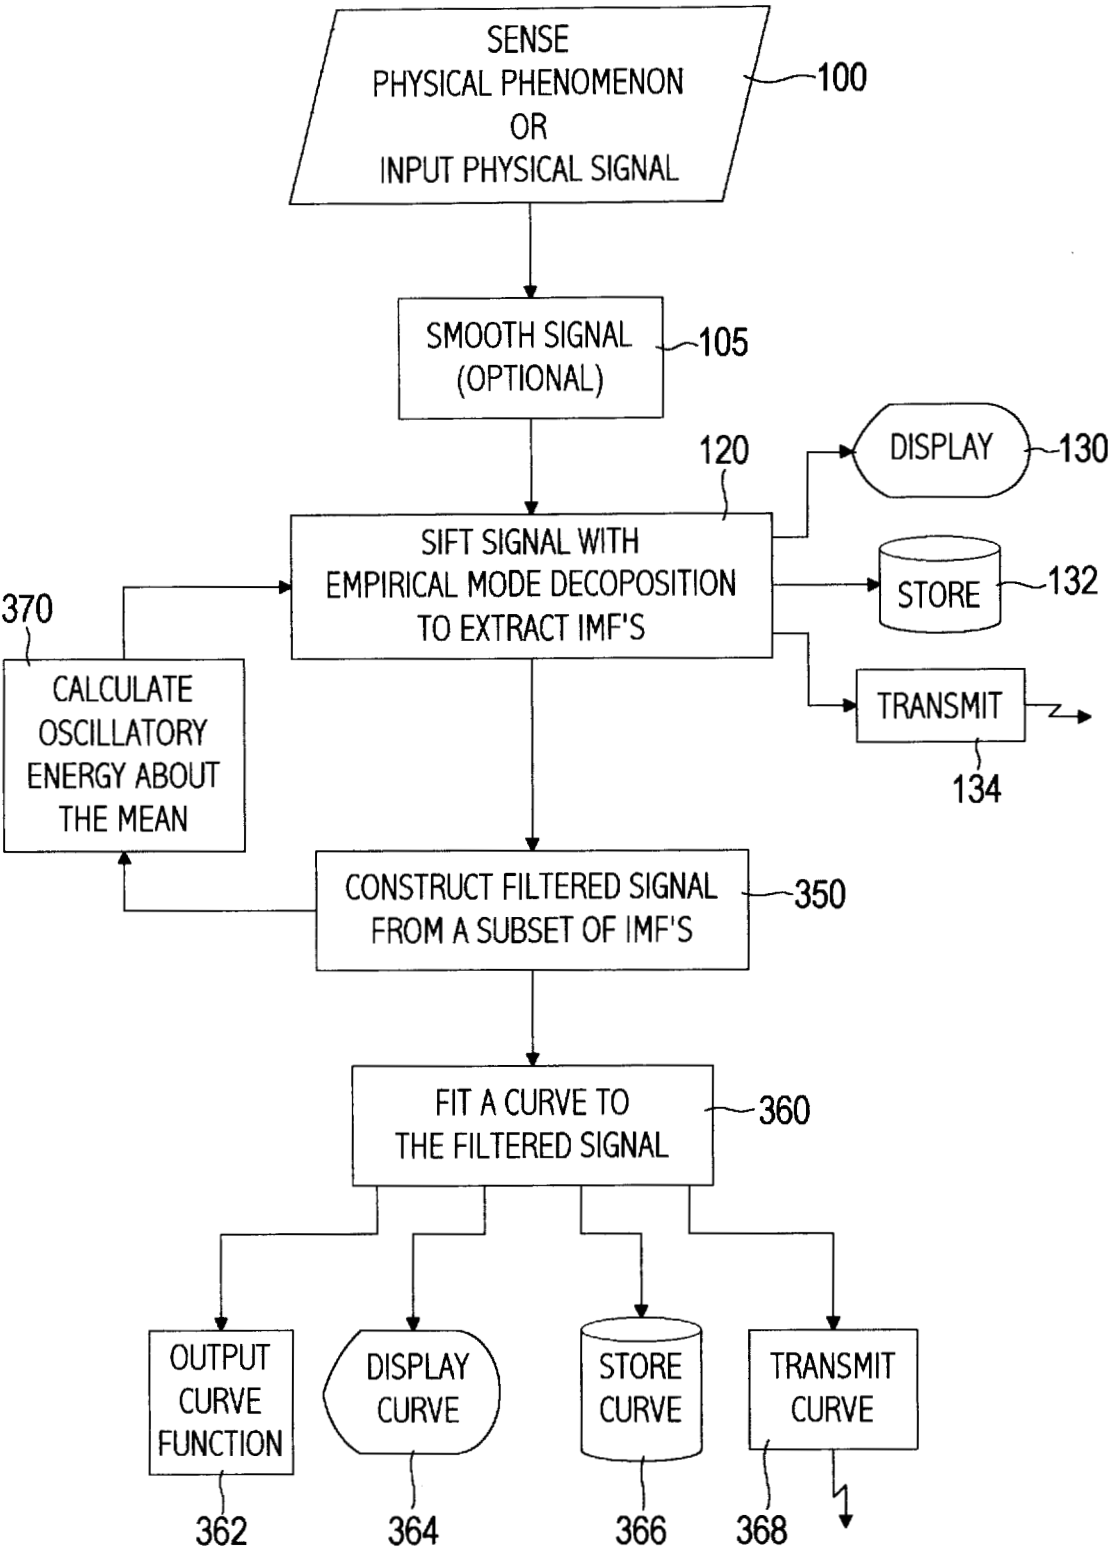 SENSE
PHYSICAL PHENOMENON
OR
INPUT PHYSICAL SIGNAL
100
SMOOTH SIGNAL
(OPTIONAL)
105
120
SIFT SIGNAL WITH
EMPIRICAL MODE DECOPOSITION
TO EXTRACT IMF'S
DISPLAY
130
STORE
132
TRANSMIT
134
370
CALCULATE
OSCILLATORY
ENERGY ABOUT
THE MEAN
CONSTRUCT FILTERED SIGNAL
FROM A SUBSET OF IMF'S
350
FIT A CURVE TO
THE FILTERED SIGNAL
360
OUTPUT
CURVE
FUNCTION
362
DISPLAY
CURVE
364
STORE
CURVE
366
TRANSMIT
CURVE
368